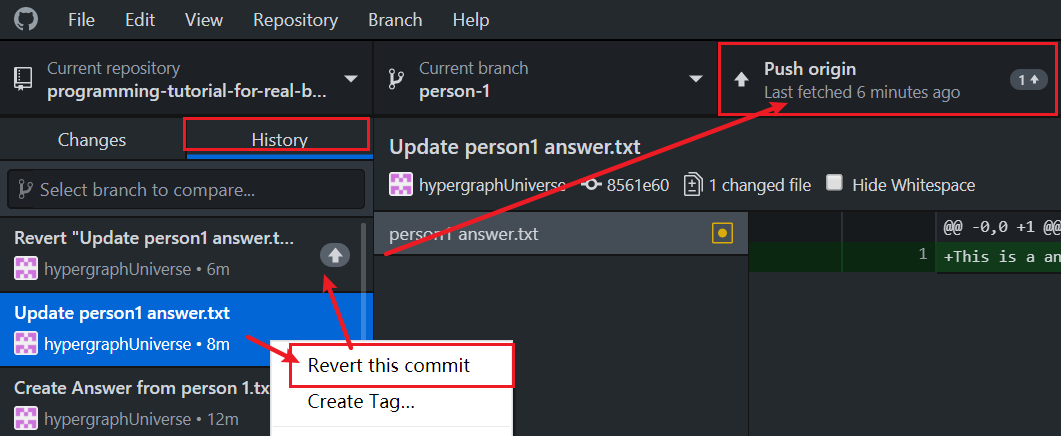 File Edit View Repository Branch Help
Current repository
programming-tutorial-for-real-b...
Current branch
person-1
Push origin
Last fetched 6 minutes ago
1
Changes
History
Select branch to compare...
Revert "Update person1 answer.t...
hypergraphUniverse • 6m
Update person1 answer.txt
hypergraphUniverse • 8m
Create Answer from person 1.tx
hypergraphUniverse • 12m
Revert this commit
Create Tag...
Update person1 answer.txt
hypergraphUniverse 8561e60 1 changed file Hide Whitespace
person1 answer.txt
@@ -0,0 +1 @@
1 +This is a an